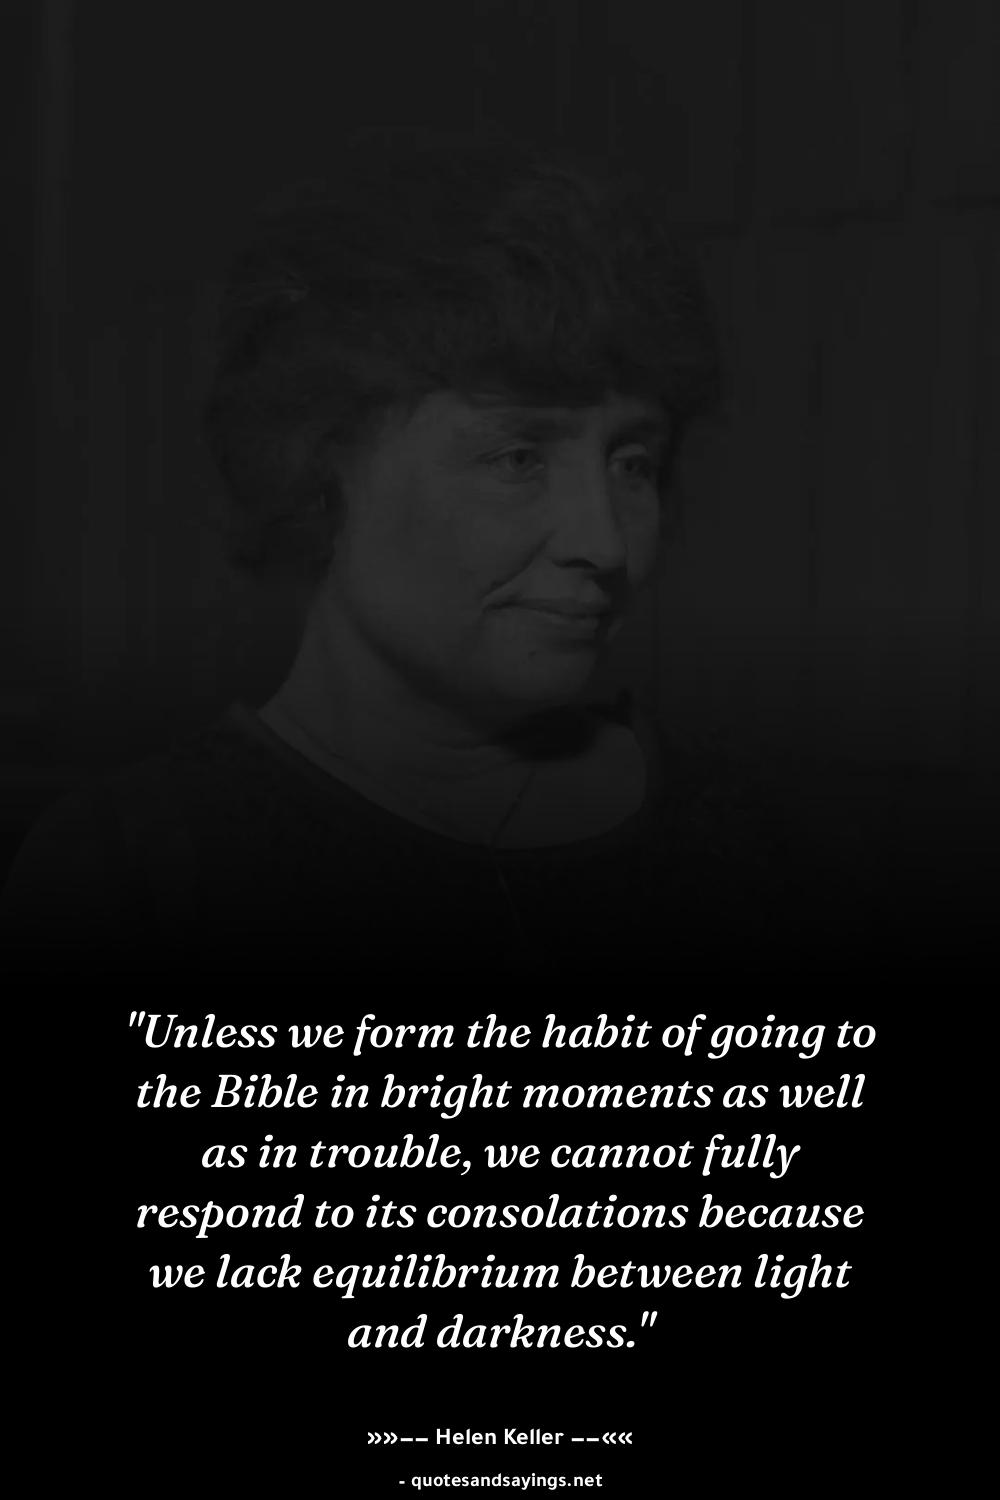 "Unless we form the habit of going to
the Bible in bright moments as well
as in trouble, we cannot fully
respond to its consolations because
we lack equilibrium between light
and darkness."
»»–– Helen Keller ––««
- quotesandsayings.net